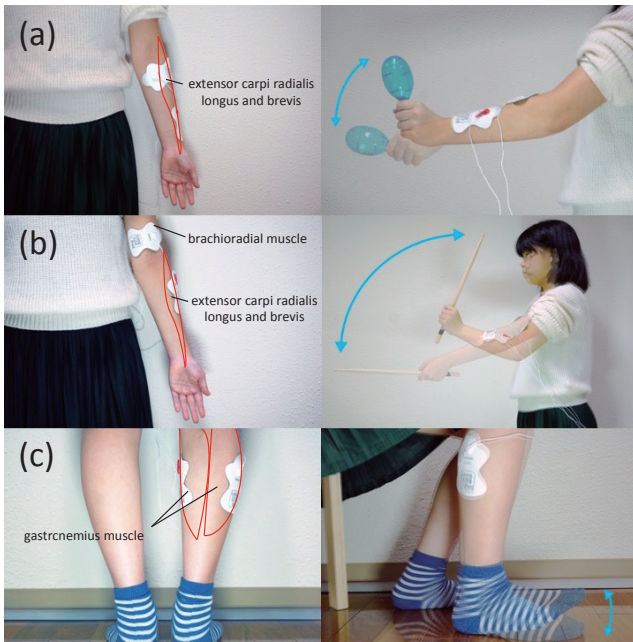 (a)
extensor carpi radialis
longus and brevis
(b)
brachioradial muscle
extensor carpi radialis
longus and brevis
(c)
gastrcnemius muscle